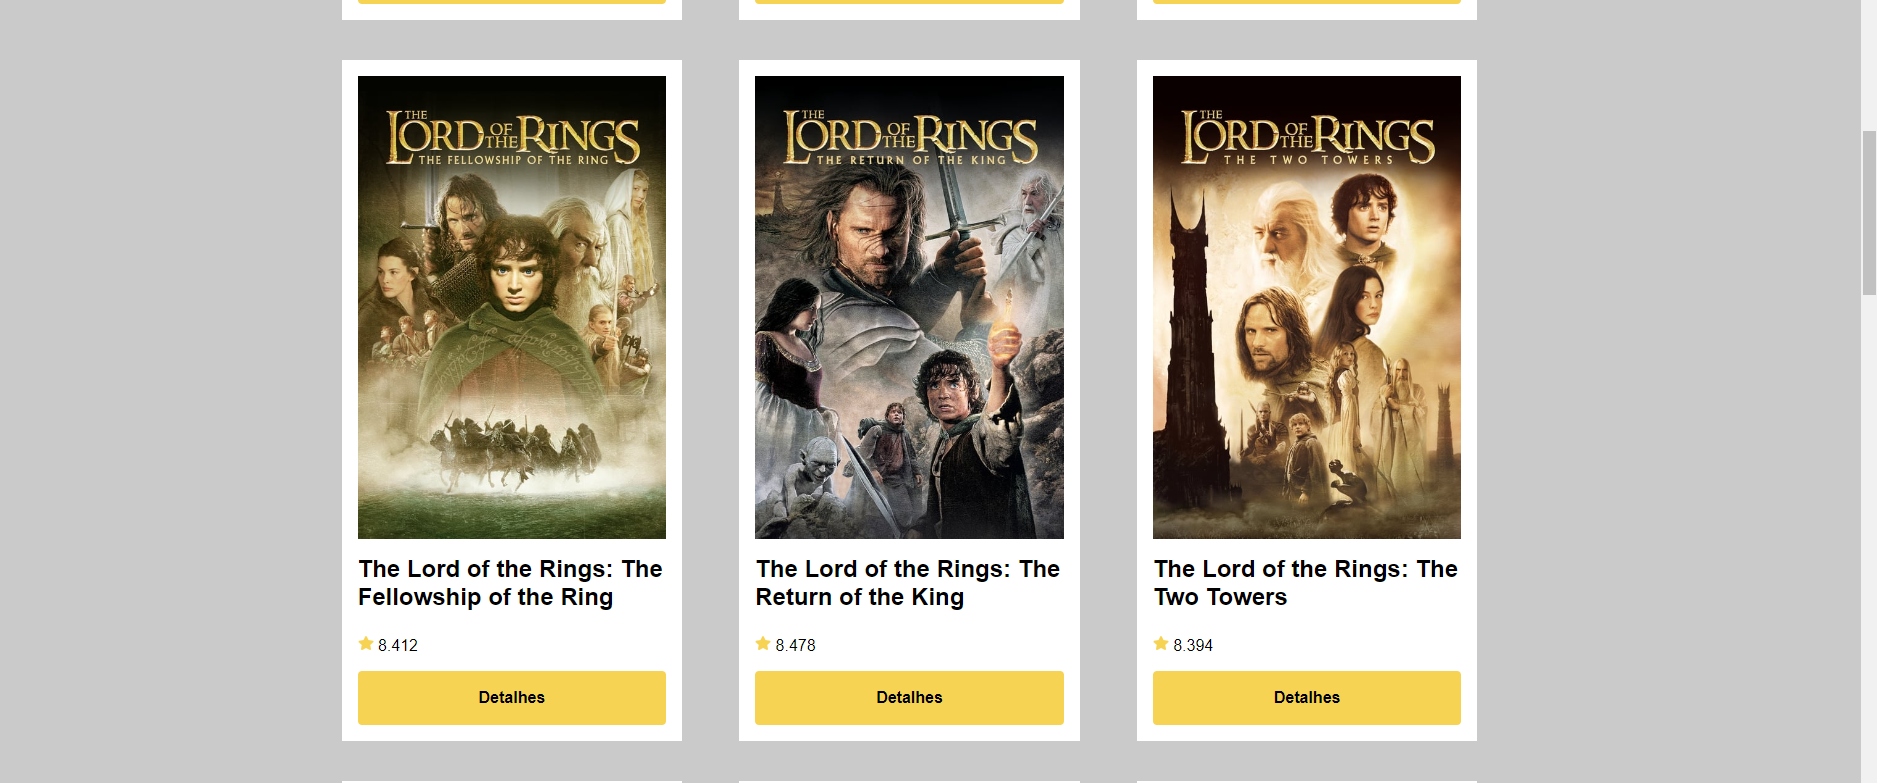 THE
LORD OF THE RINGS
THE FELLOWSHIP OF THE RING
The Lord of the Rings: The
Fellowship of the Ring
8.412
Detalhes
THE
LORD OF THE RINGS
THE RETURN OF THE KING
The Lord of the Rings: The
Return of the King
8.478
Detalhes
THE
LORD OF THE RINGS
THE TWO TOWERS
The Lord of the Rings: The
Two Towers
8.394
Detalhes